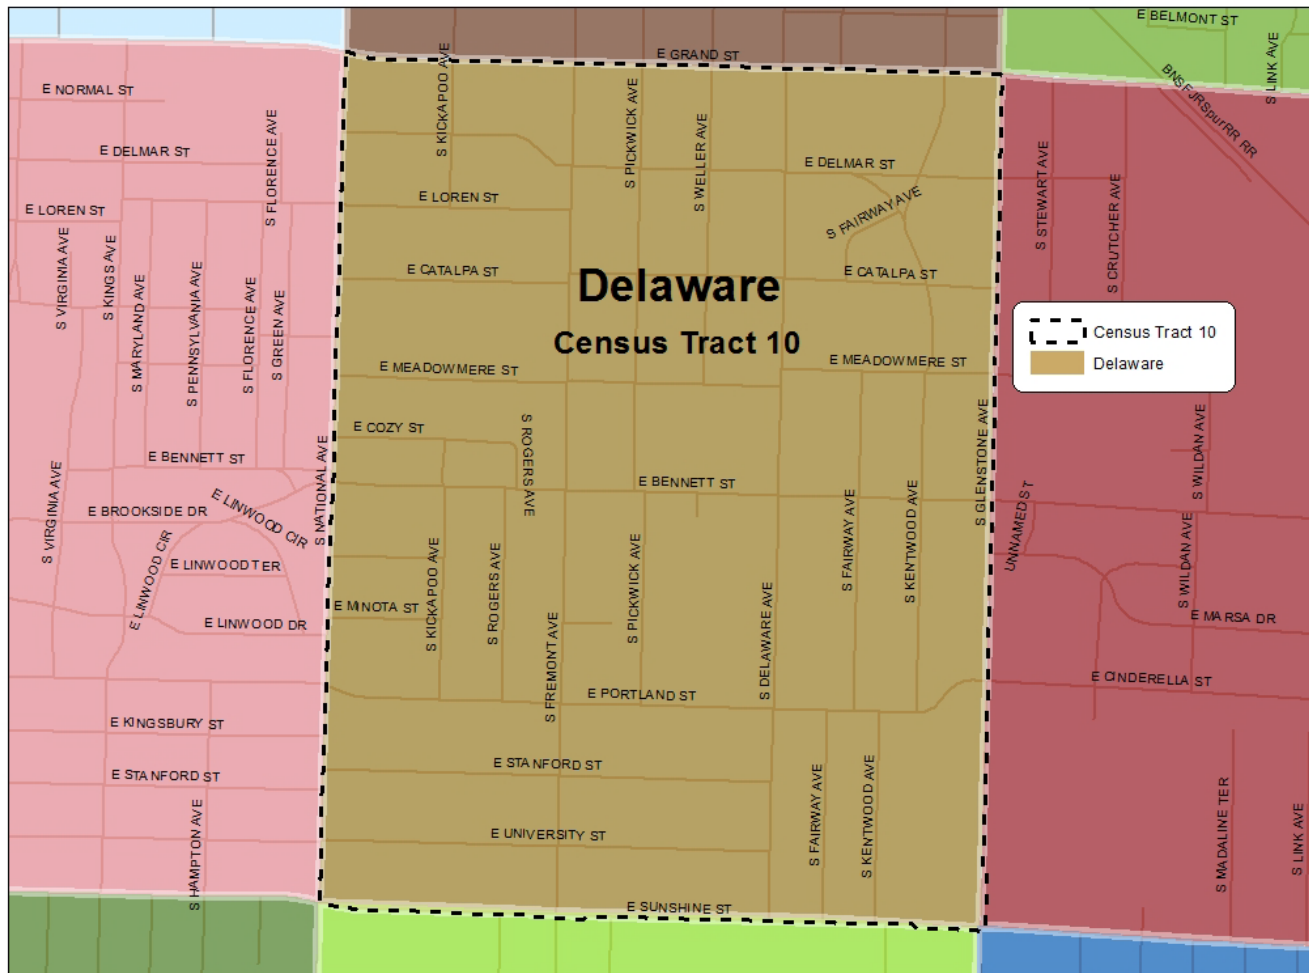 E BELMONT ST
S LINK AVE
E GRAND ST
BNSFJRSpurRR RR
E NORMAL ST
S KICKAPOO AVE
S PICKWICK AVE
S WELLER AVE
E DELMAR ST
S FLORENCE AVE
E DELMAR ST
S STEWART AVE
S CRUTCHER AVE
E LOREN ST
E LOREN ST
S FAIRWAY AVE
S VIRGINIA AVE
S KINGS AVE
S MARYLAND AVE
S PENNSYLVANIA AVE
S FLORENCE AVE
S GREEN AVE
E CATALPA ST
E CATALPA ST
Delaware
Census Tract 10
Census Tract 10
Delaware
E MEADOWMERE ST
E MEADOWMERE ST
E COZY ST
S ROGERS AVE
S GLENSTONE AVE
S WILDAN AVE
E BENNETT ST
S NATIONAL AVE
E BENNETT ST
S VIRGINIA AVE
E BROOKSIDE DR
E LINWOOD CIR
UNNAMED ST
E LINWOOD CIR
E LINWOOD TER
S KICKAPOO AVE
S ROGERS AVE
S PICKWICK AVE
S FAIRWAY AVE
S KENTWOOD AVE
S WILDAN AVE
E MINOTA ST
E LINWOOD DR
E MARSA DR
S FREMONT AVE
S DELAWARE AVE
E CINDERELLA ST
E PORTLAND ST
E KINGSBURY ST
E STANFORD ST
E STANFORD ST
S FAIRWAY AVE
S KENTWOOD AVE
S MADALINE TER
S LINK AVE
S HAMPTON AVE
E UNIVERSITY ST
E SUNSHINE ST